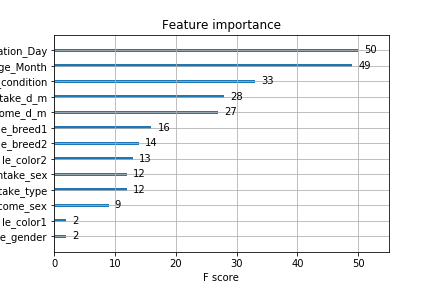 Feature importance
ation_Day 50
ge_Month 49
condition 33
take_d_m 28
ome_d_m 27
e_breed1 16
e_breed2 14
le_color2 13
ntake_sex 12
take_type 12
come_sex 9
le_color1 2
e_gender 2
0 10 20 30 40 50
F score